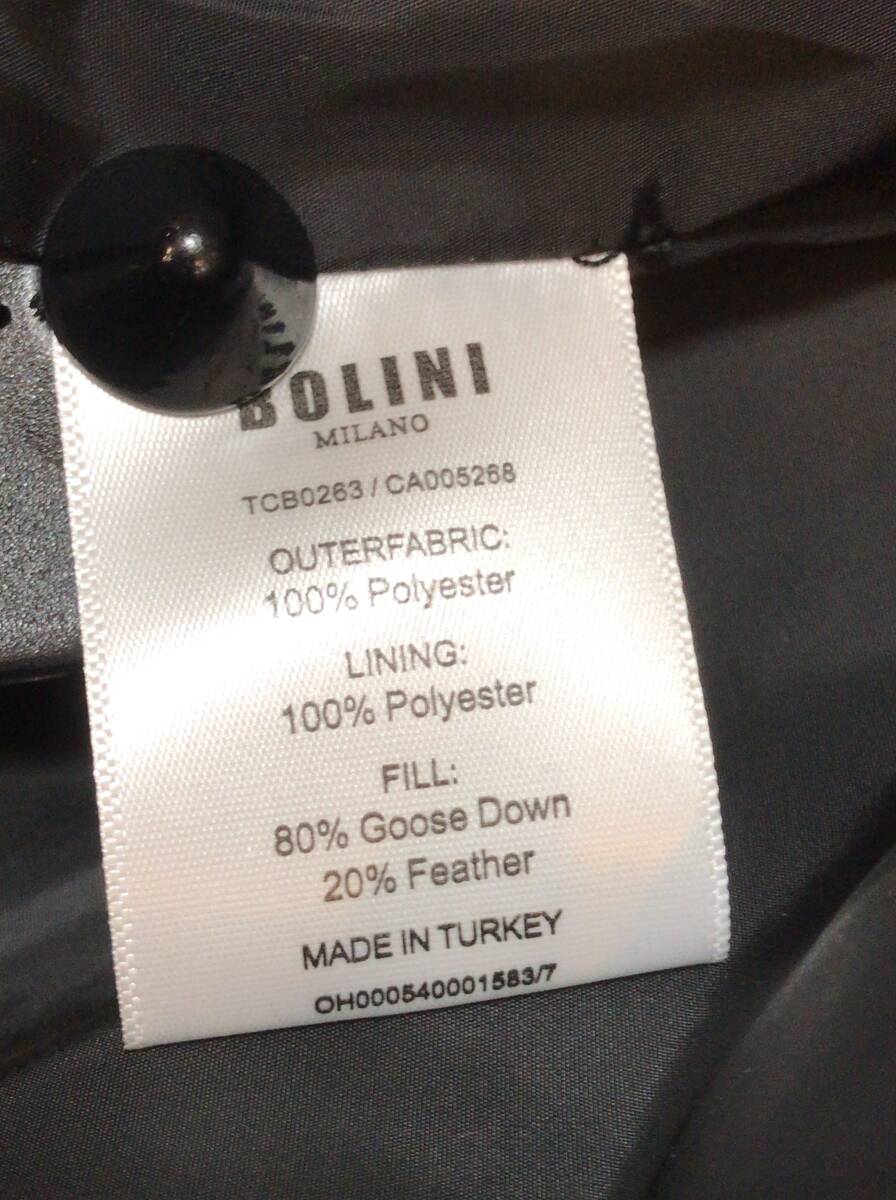 BOLINI
MILANO
TCB0263 / CA005268
OUTERFABRIC:
100% Polyester
LINING:
100% Polyester
FILL:
80% Goose Down
20% Feather
MADE IN TURKEY
OH000540001583/7